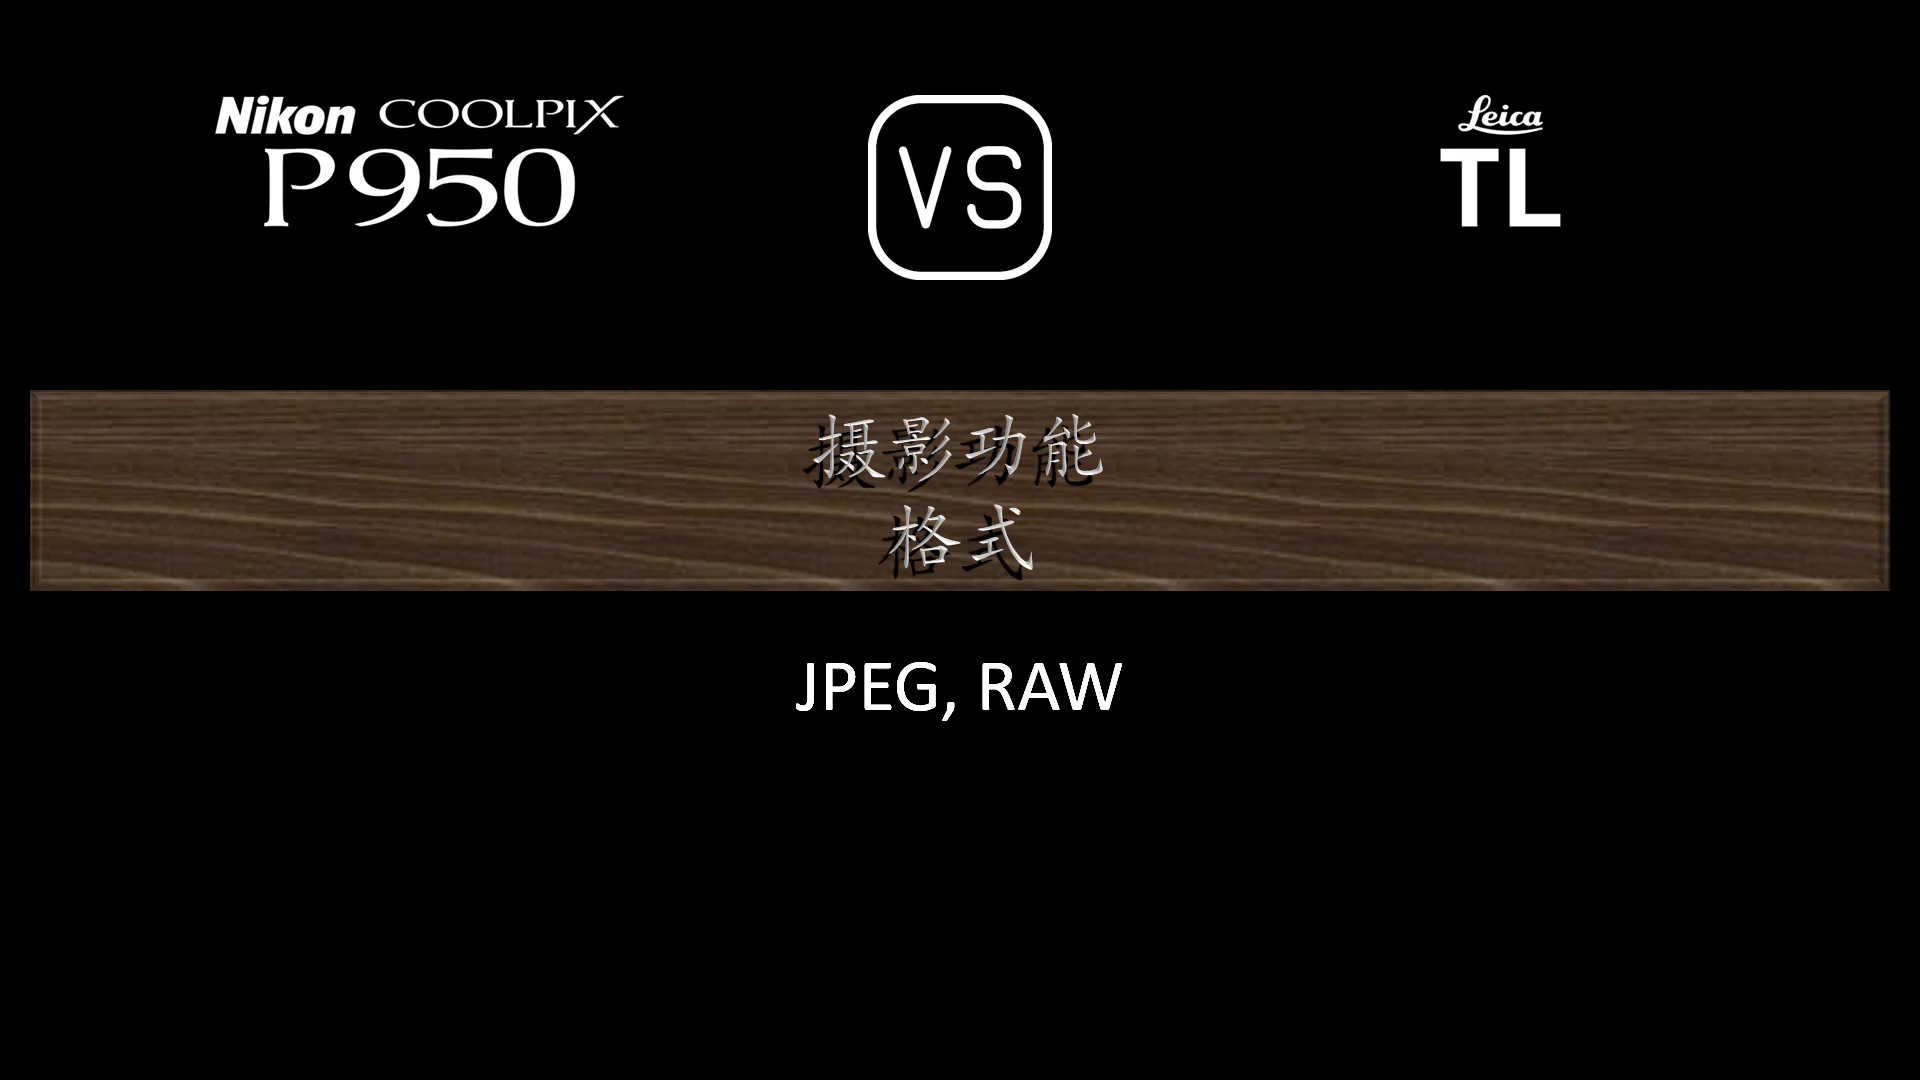 Nikon COOLPIX
P950
VS
Leica
TL
摄影功能
格式
JPEG, RAW